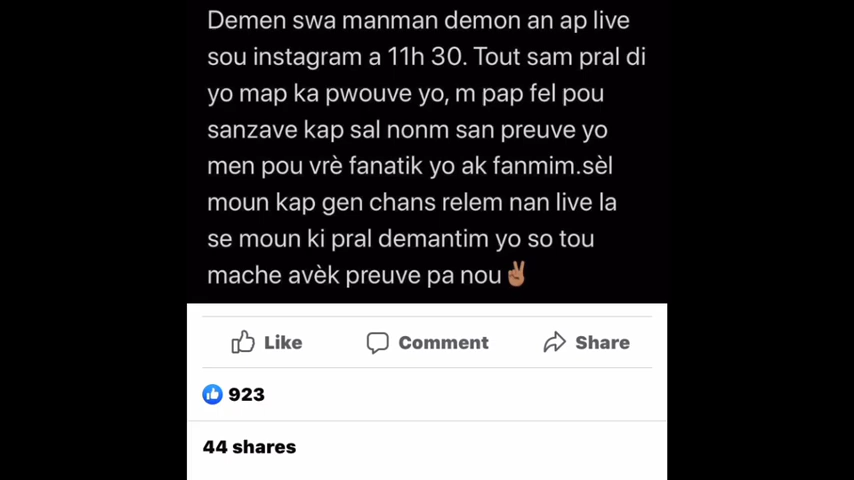 Demen swa manman demon an ap live
sou instagram a 11h 30. Tout sam pral di
yo map ka pwouve yo, m pap fel pou
sanzave kap sal nonm san preuve yo
men pou vrè fanatik yo ak fanmim.sèl
moun kap gen chans relem nan live la
se moun ki pral demantim yo so tou
mache avèk preuve pa nou✌🏽
Like Comment Share
923
44 shares